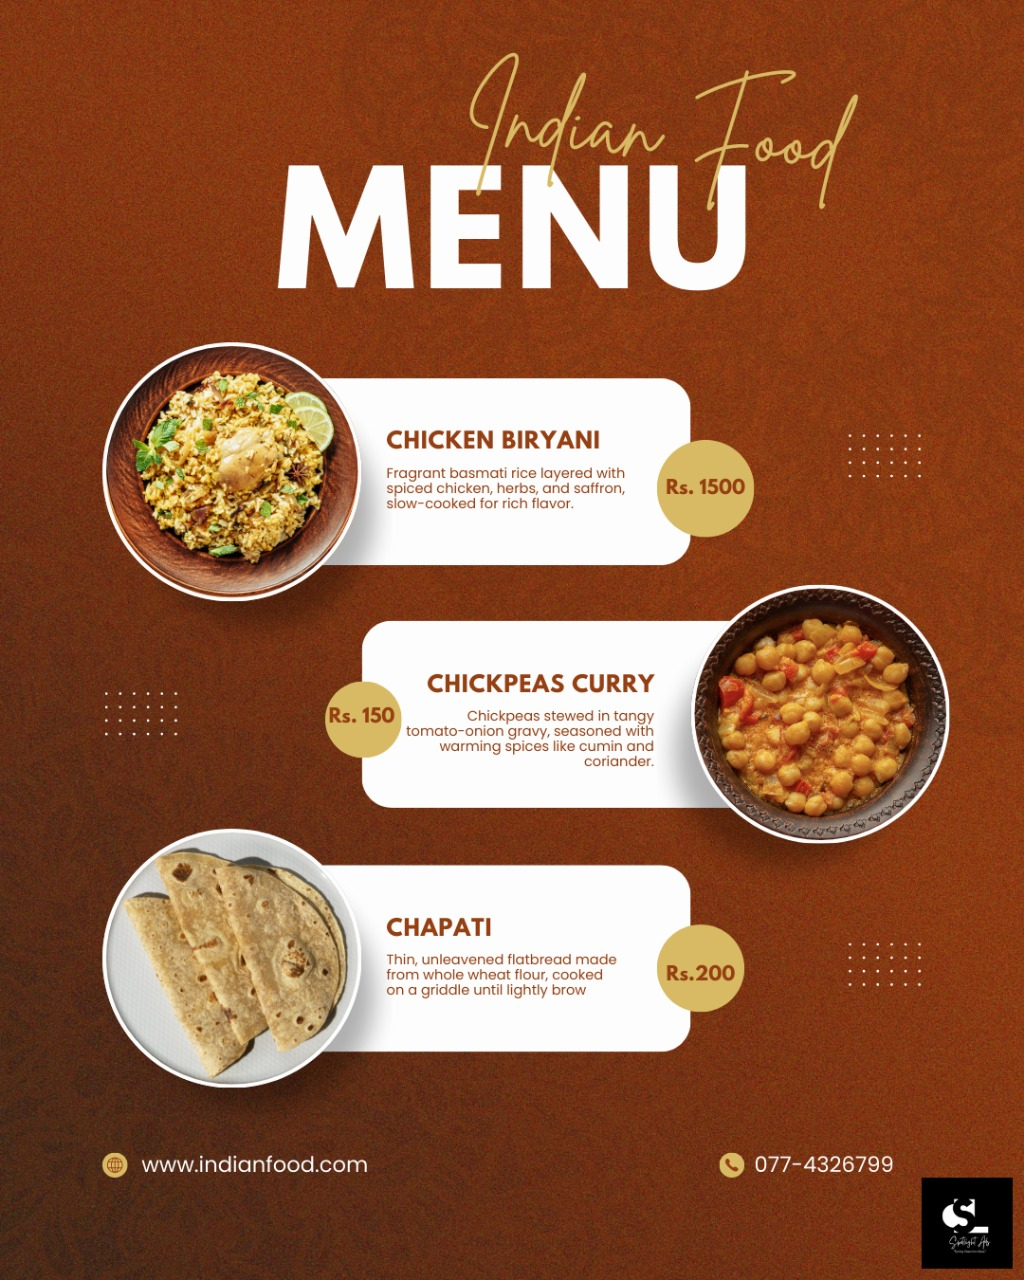 Indian Food
MENU
CHICKEN BIRYANI
Fragrant basmati rice layered with
spiced chicken, herbs, and saffron,
slow-cooked for rich flavor.
Rs. 1500
CHICKPEAS CURRY
Rs. 150
Chickpeas stewed in tangy
tomato-onion gravy, seasoned with
warming spices like cumin and
coriander.
CHAPATI
Thin, unleavened flatbread made
from whole wheat flour, cooked
on a griddle until lightly brow
Rs.200
www.indianfood.com
077-4326799
SL
Spotlight Ads